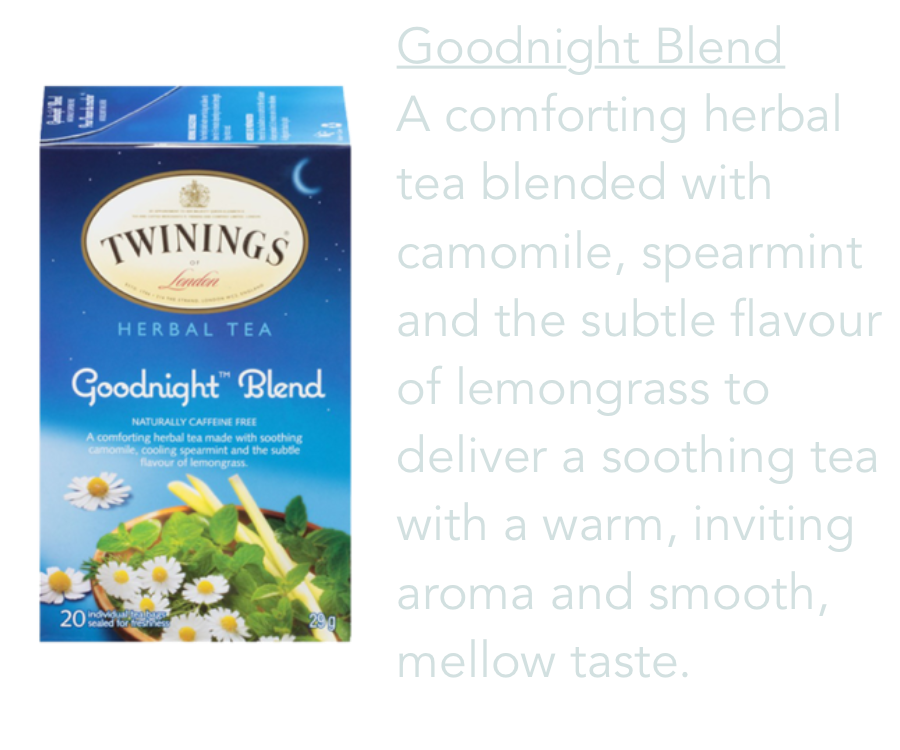 Goodnight Blend
A comforting herbal
tea blended with
camomile, spearmint
and the subtle flavour
of lemongrass to
deliver a soothing tea
with a warm, inviting
aroma and smooth,
mellow taste.
TWININGS®
OF
London
HERBAL TEA
Goodnight™ Blend
NATURALLY CAFFEINE FREE
A comforting herbal tea made with soothing
camomile, cooling spearmint and the subtle
flavour of lemongrass.
20 individual tea bags
sealed for freshness
29 g